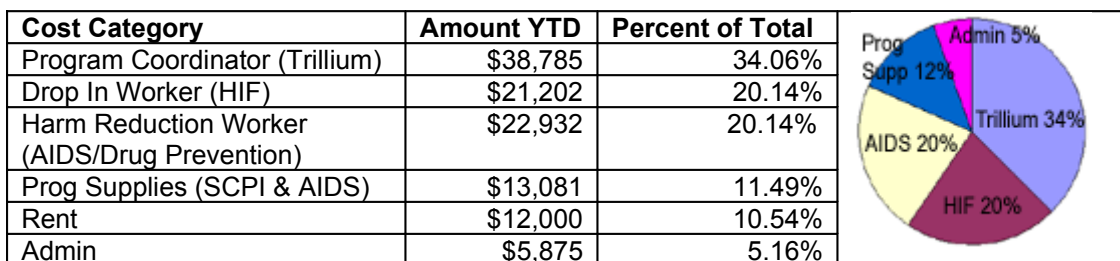 Cost Category Amount YTD Percent of Total
Program Coordinator (Trillium) $38,785 34.06%
Drop In Worker (HIF) $21,202 20.14%
Harm Reduction Worker $22,932 20.14%
(AIDS/Drug Prevention)
Prog Supplies (SCPI & AIDS) $13,081 11.49%
Rent $12,000 10.54%
Admin $5,875 5.16%
Admin 5%
Prog
Supp 12%
Trillium 34%
AIDS 20%
HIF 20%